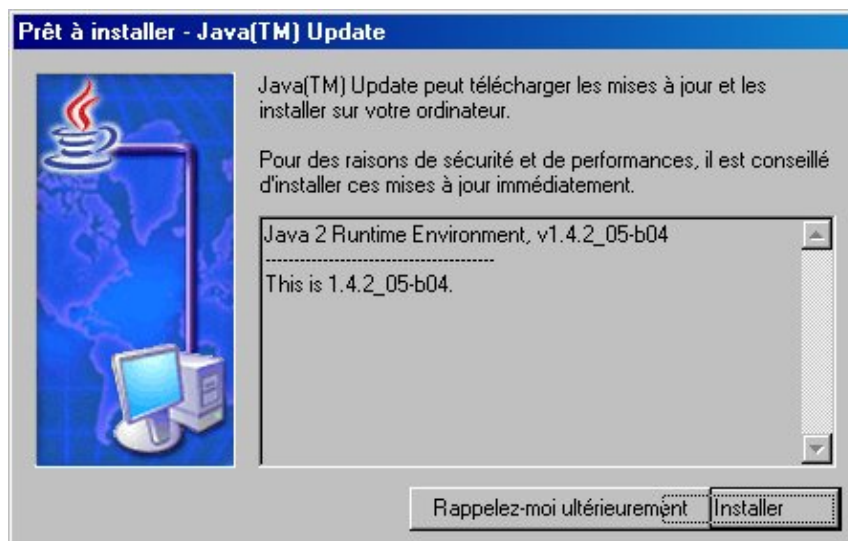 Prêt à installer - Java(TM) Update
Java(TM) Update peut télécharger les mises à jour et les
installer sur votre ordinateur.
Pour des raisons de sécurité et de performances, il est conseillé
d'installer ces mises à jour immédiatement.
Java 2 Runtime Environment, v1.4.2_05-b04
--------------------------------------
This is 1.4.2_05-b04.
Rappelez-moi ultérieurement
Installer